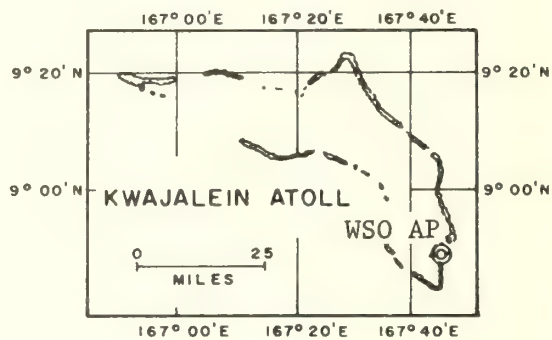 167° 00'E 167° 20'E 167° 40'E
9° 20'N 9° 20'N
9° 00'N 9° 00'N
KWAJALEIN ATOLL
WSO AP
0 25
MILES
167° 00'E 167° 20'E 167° 40'E